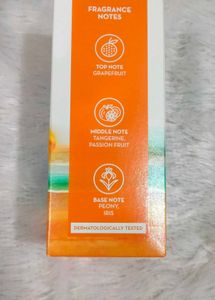 FRAGRANCE
NOTES
TOP NOTE
GRAPEFRUIT
MIDDLE NOTE
TANGERINE,
PASSION FRUIT
BASE NOTE
PEONY,
IRIS
DERMATOLOGICALLY TESTED